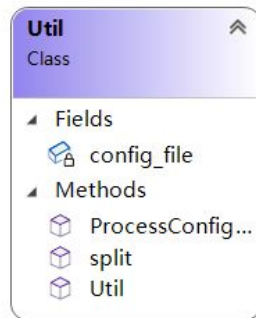 Util
Class
Fields
config_file
Methods
ProcessConfig...
split
Util